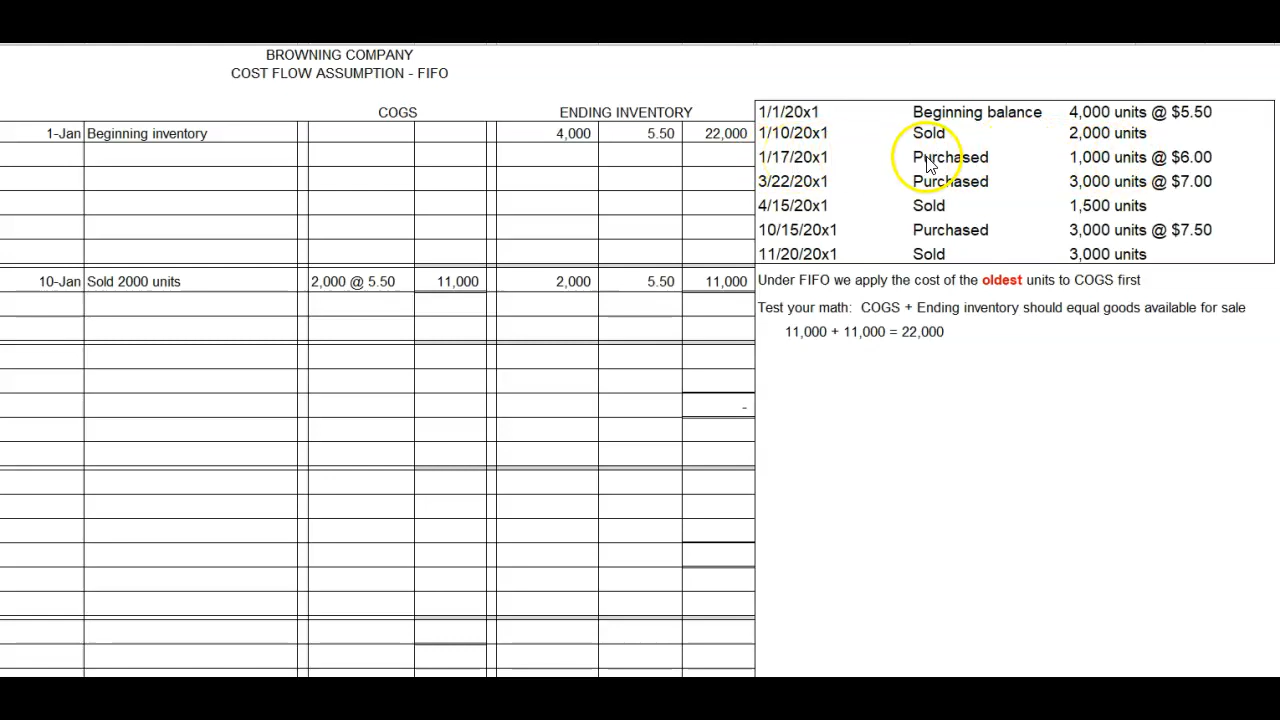 BROWNING COMPANY
COST FLOW ASSUMPTION - FIFO
COGS ENDING INVENTORY
1-Jan Beginning inventory 4,000 5.50 22,000
10-Jan Sold 2000 units 2,000 @ 5.50 11,000 2,000 5.50 11,000
-
1/1/20x1 Beginning balance 4,000 units @ $5.50
1/10/20x1 Sold 2,000 units
1/17/20x1 Purchased 1,000 units @ $6.00
3/22/20x1 Purchased 3,000 units @ $7.00
4/15/20x1 Sold 1,500 units
10/15/20x1 Purchased 3,000 units @ $7.50
11/20/20x1 Sold 3,000 units
Under FIFO we apply the cost of the oldest units to COGS first
Test your math: COGS + Ending inventory should equal goods available for sale
11,000 + 11,000 = 22,000